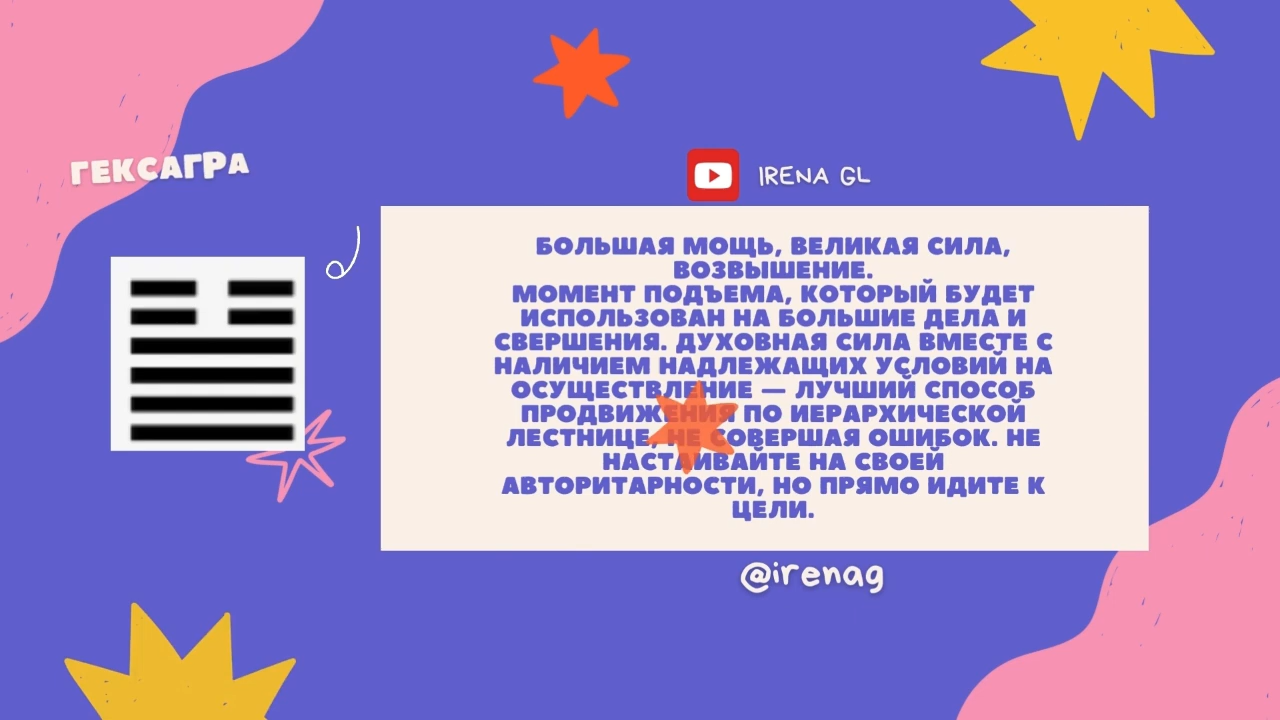 ГЕКСАГРА
IRENA GL
БОЛЬШАЯ МОЩЬ, ВЕЛИКАЯ СИЛА,
ВОЗВЫШЕНИЕ.
МОМЕНТ ПОДЪЕМА, КОТОРЫЙ БУДЕТ
ИСПОЛЬЗОВАН НА БОЛЬШИЕ ДЕЛА И
СВЕРШЕНИЯ. ДУХОВНАЯ СИЛА ВМЕСТЕ С
НАЛИЧИЕМ НАДЛЕЖАЩИХ УСЛОВИЙ НА
ОСУЩЕСТВЛЕНИЕ — ЛУЧШИЙ СПОСОБ
ПРОДВИЖЕНИЯ ПО ИЕРАРХИЧЕСКОЙ
ЛЕСТНИЦЕ, НЕ СОВЕРШАЯ ОШИБОК. НЕ
НАСТАИВАЙТЕ НА СВОЕЙ
АВТОРИТАРНОСТИ, НО ПРЯМО ИДИТЕ К
ЦЕЛИ.
@irenag